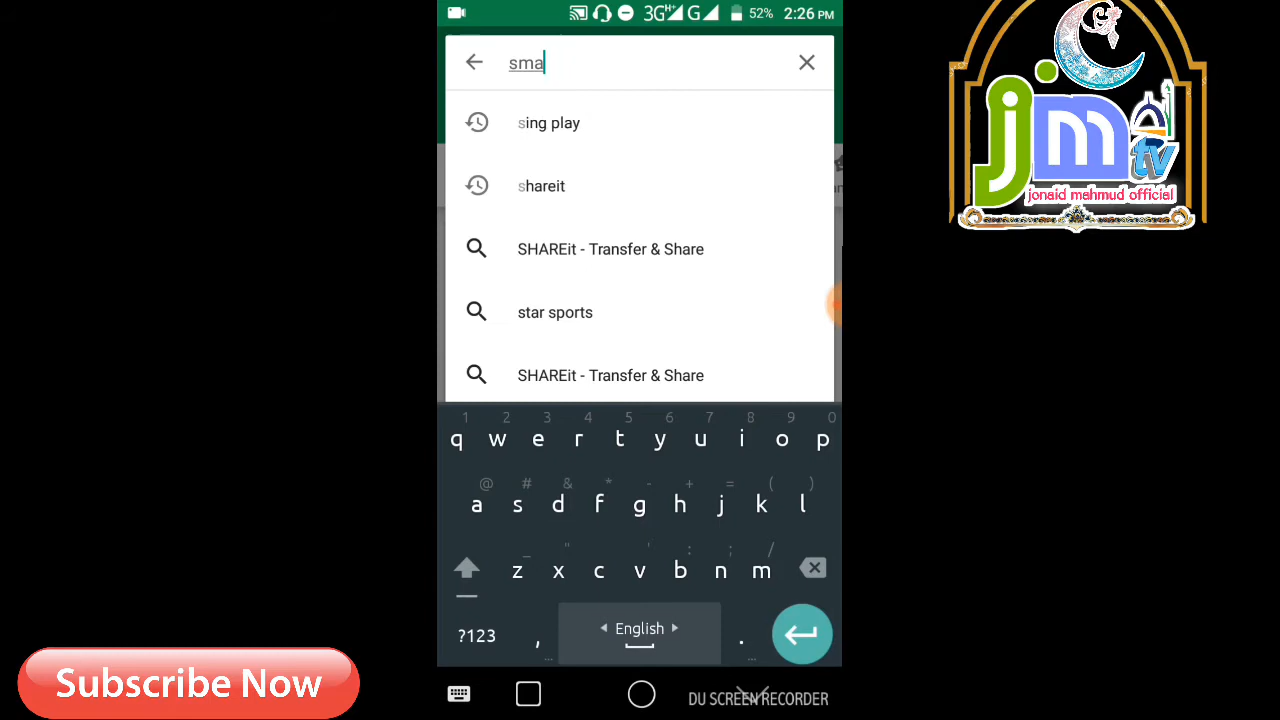 3G H+ G 52% 2:26 PM
sma
sing play
shareit
SHAREit - Transfer & Share
star sports
SHAREit - Transfer & Share
1 2 3 4 5 6 7 8 9 0
q w e r t y u i o p
@ # & * - + = ( )
a s d f g h j k l
_ " ' : ; /
z x c v b n m
?123 , English .
DU SCREEN RECORDER
jm tv
jonaid mahmud official
Subscribe Now